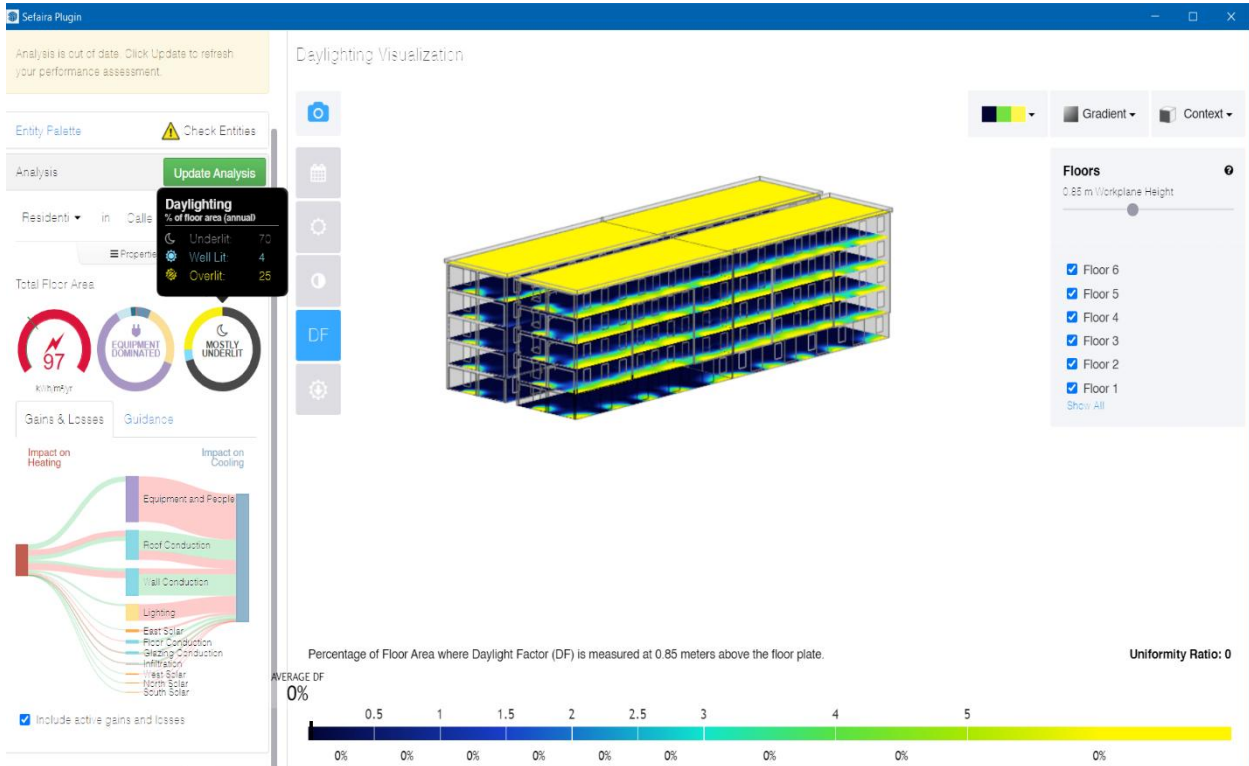 Sefaira Plugin
Analysis is out of date. Click Update to refresh
your performance assessment.
Entity Palette
Check Entities
Analysis
Update Analysis
Residenti
in
Calle
Daylighting
% of floor area (annual)
Underlit: 70
Well Lit: 4
Overlit: 25
Total Floor Area
97
EQUIPMENT
DOMINATED
MOSTLY
UNDERLIT
Gains & Losses
Guidance
Impact on
Heating
Impact on
Cooling
Equipment and People
Roof Conduction
Wall Conduction
Lighting
East Solar
Floor Conduction
Glazing Conduction
Infiltration
West Solar
North Solar
South Solar
Include active gains and losses
Daylighting Visualization
DF
Gradient
Context
Floors
0.85 m Workplane Height
Floor 6
Floor 5
Floor 4
Floor 3
Floor 2
Floor 1
Show All
Percentage of Floor Area where Daylight Factor (DF) is measured at 0.85 meters above the floor plate.
Uniformity Ratio: 0
AVERAGE DF
0%
0.5 1 1.5 2 2.5 3 4 5
0% 0% 0% 0% 0% 0% 0% 0% 0%